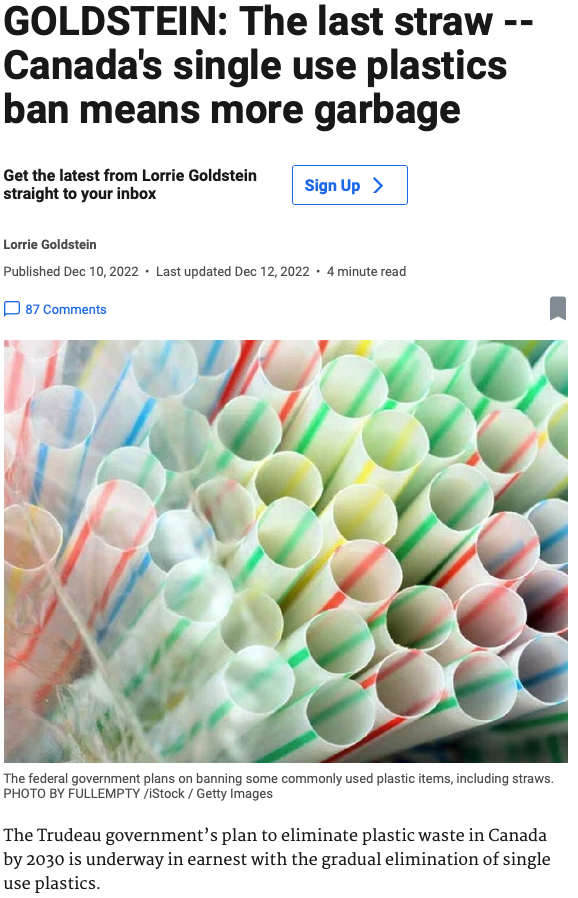 GOLDSTEIN: The last straw --
Canada's single use plastics
ban means more garbage
Get the latest from Lorrie Goldstein
straight to your inbox
Sign Up
Lorrie Goldstein
Published Dec 10, 2022 • Last updated Dec 12, 2022 • 4 minute read
87 Comments
The federal government plans on banning some commonly used plastic items, including straws.
PHOTO BY FULLEMPTY /iStock / Getty Images
The Trudeau government’s plan to eliminate plastic waste in Canada
by 2030 is underway in earnest with the gradual elimination of single
use plastics.